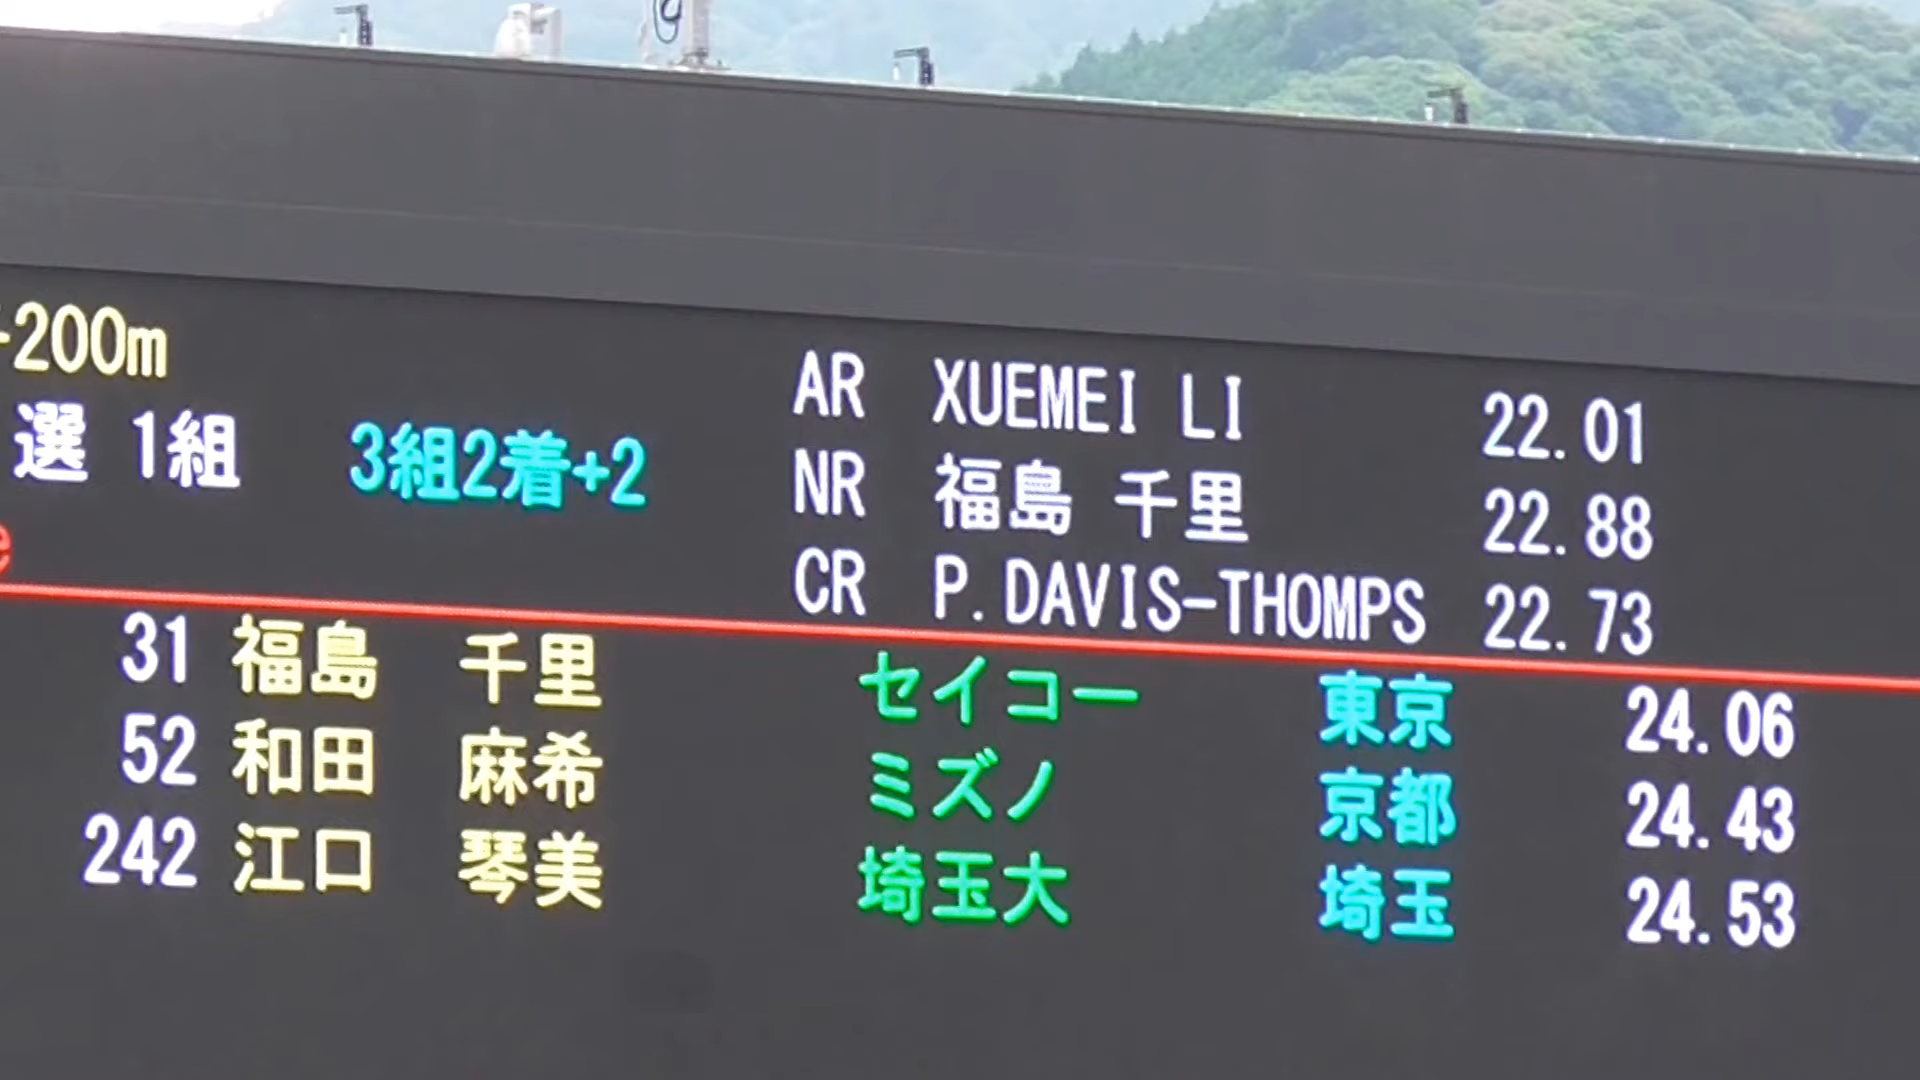 200m
AR XUEMEI LI 22.01
選 1組 3組2着+2
NR 福島 千里 22.88
CR P.DAVIS-THOMPS 22.73
31 福島 千里 セイコー 東京 24.06
52 和田 麻希 ミズノ 京都 24.43
242 江口 琴美 埼玉大 埼玉 24.53